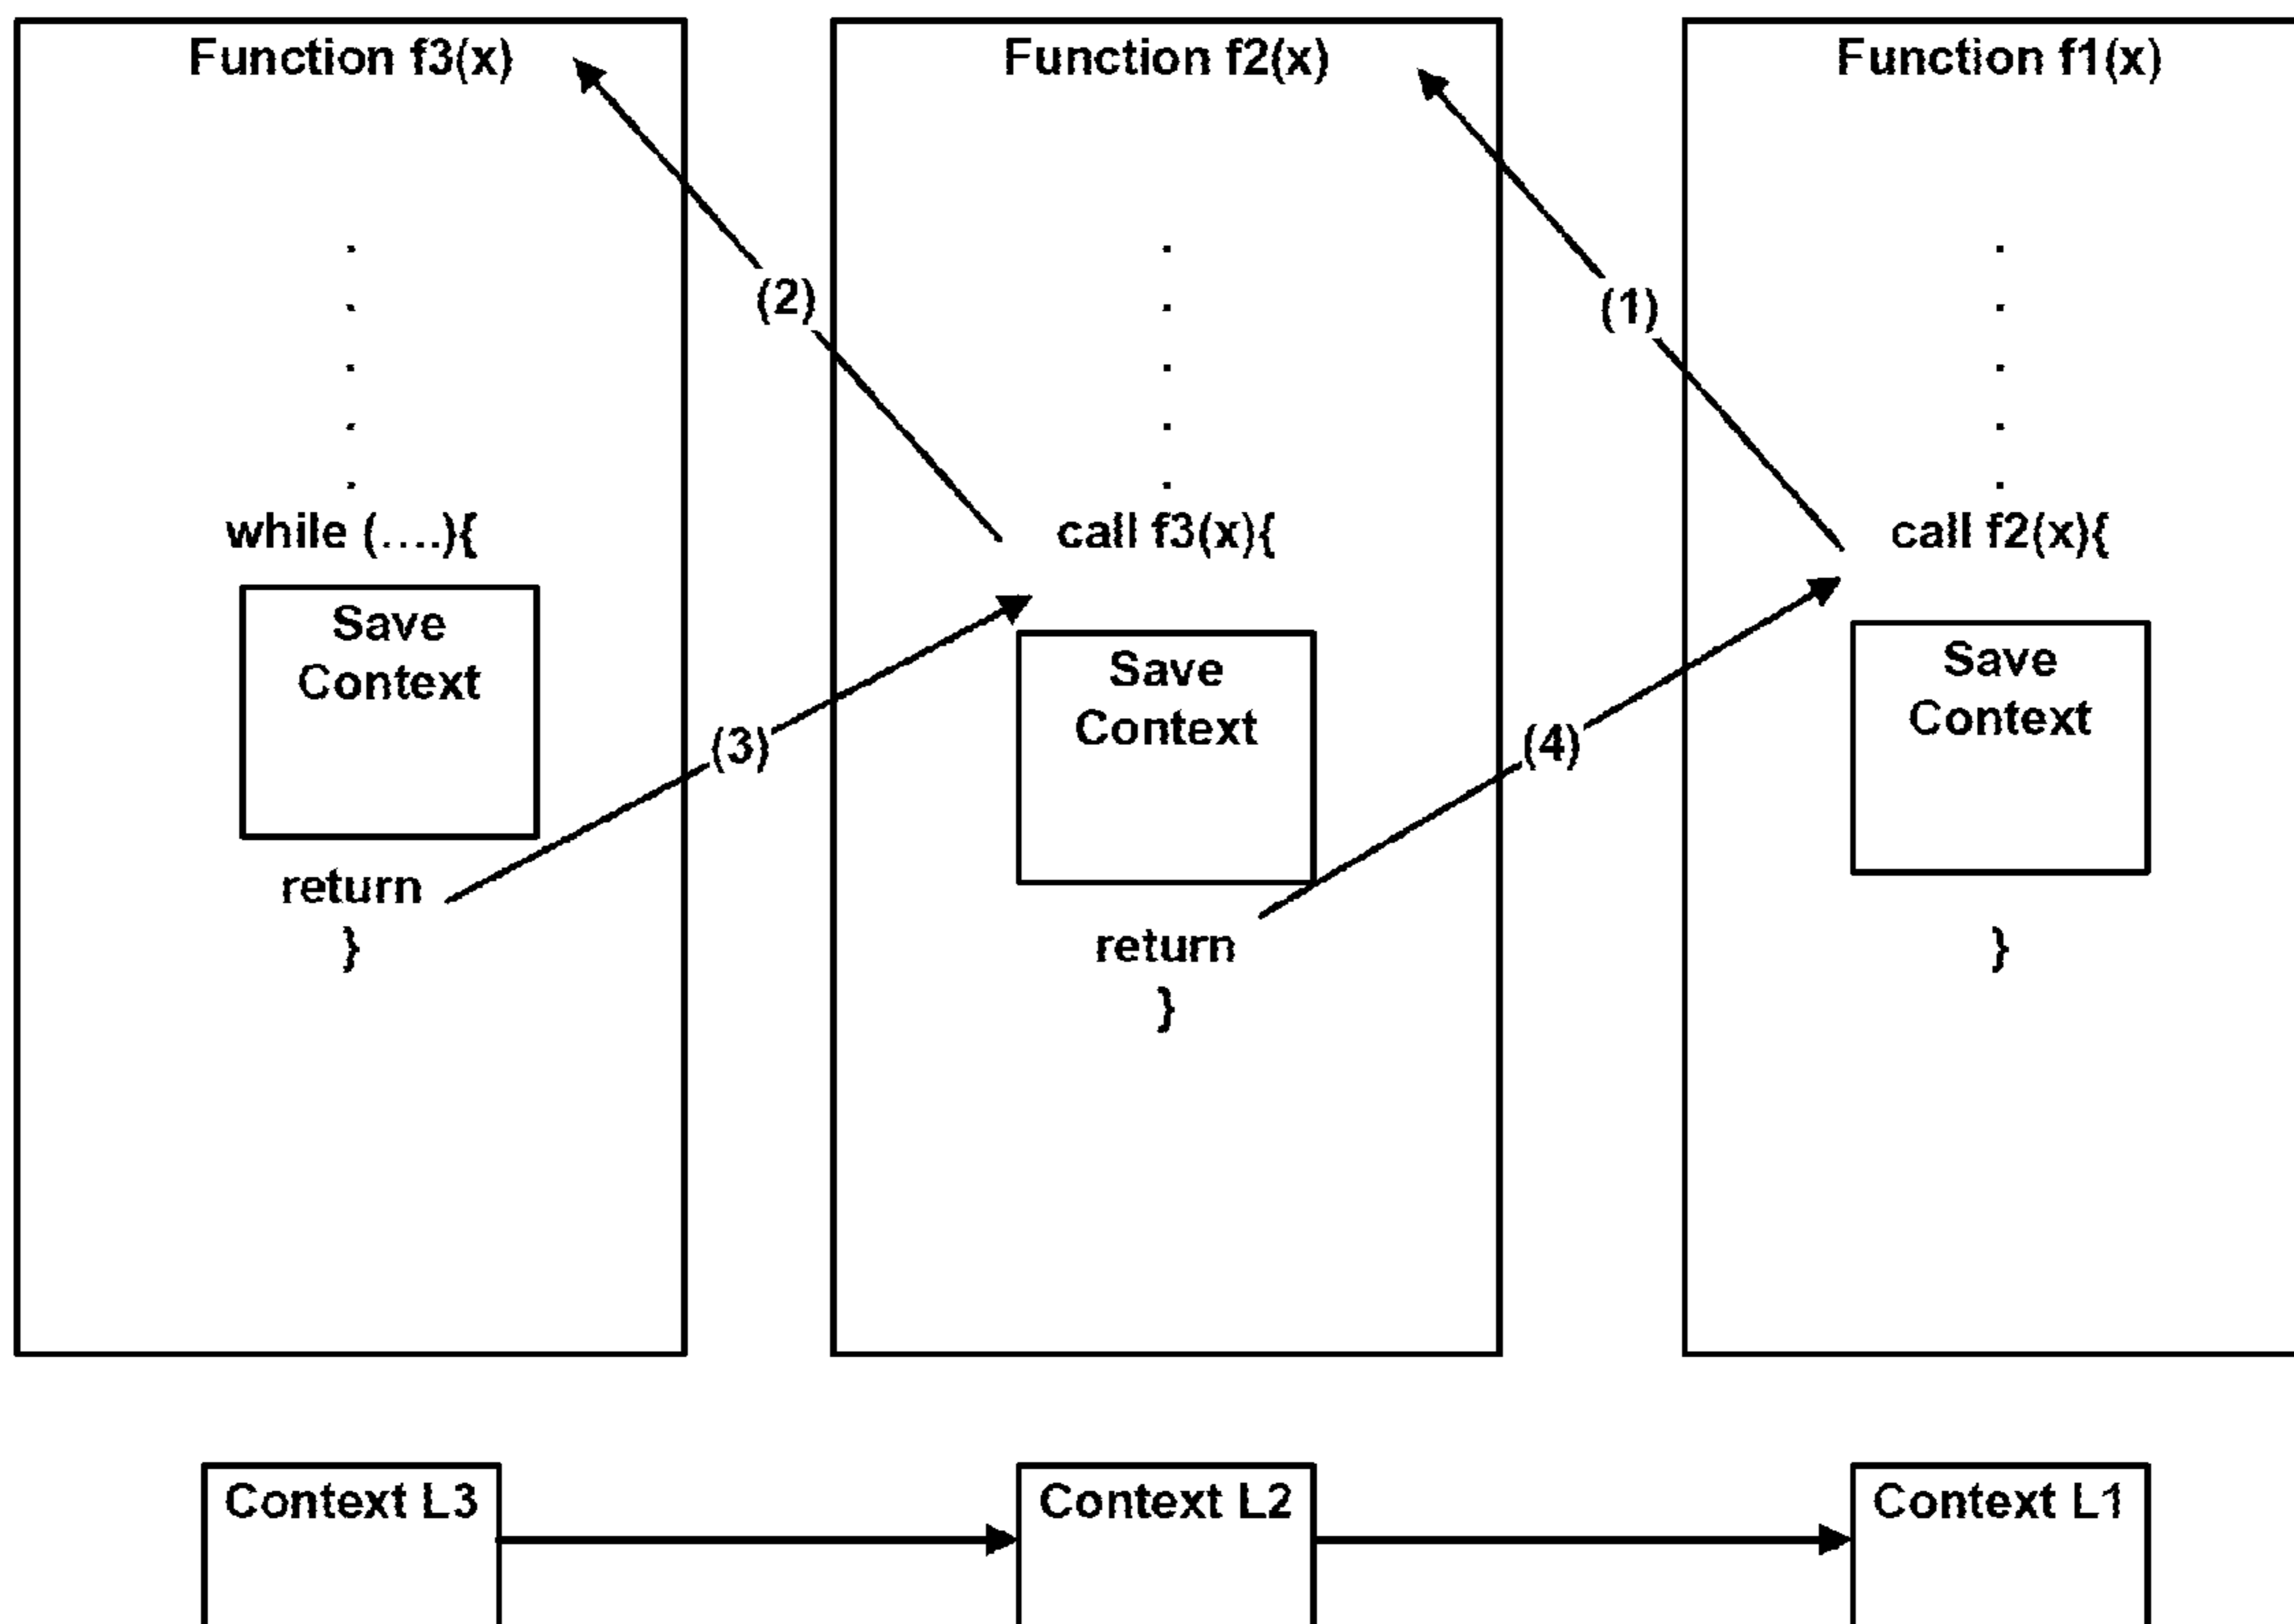 Function f3(x)
.
.
.
.
.
while (....){
Save
Context
return
}
(2)
(3)
Function f2(x)
.
.
.
.
.
call f3(x){
Save
Context
return
}
(1)
(4)
Function f1(x)
.
.
.
.
.
call f2(x){
Save
Context
}
Context L3
Context L2
Context L1